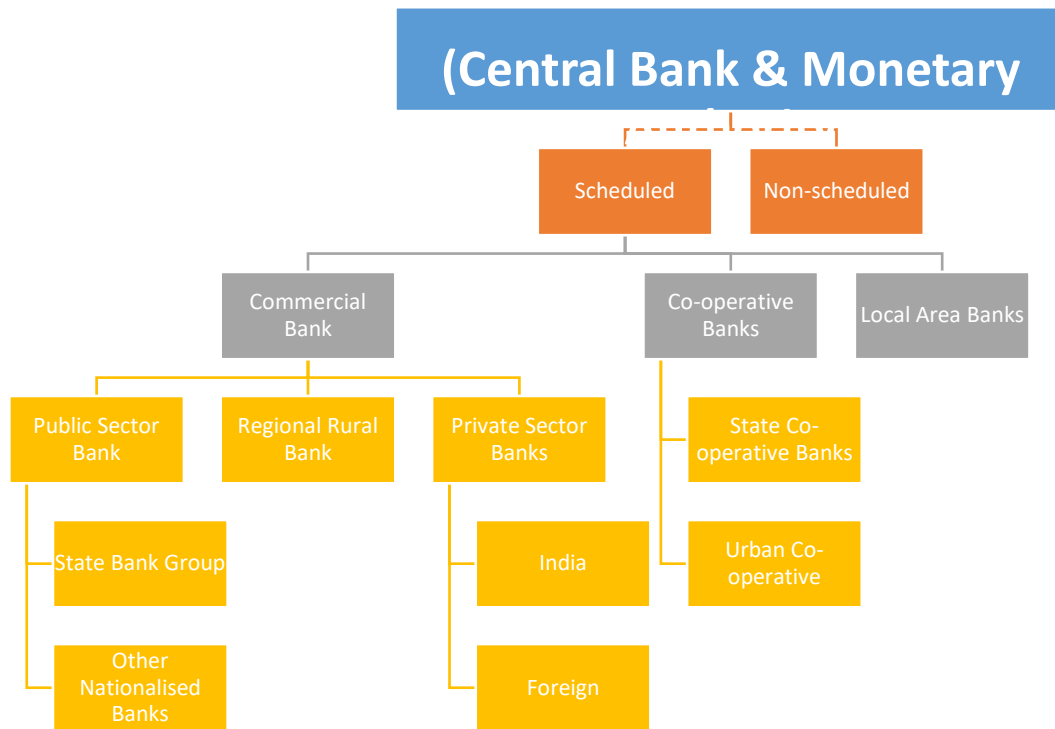 (Central Bank & Monetary
Scheduled
Non-scheduled
Commercial
Bank
Co-operative
Banks
Local Area Banks
Public Sector
Bank
Regional Rural
Bank
Private Sector
Banks
State Co-
operative Banks
State Bank Group
India
Urban Co-
operative
Other
Nationalised
Banks
Foreign